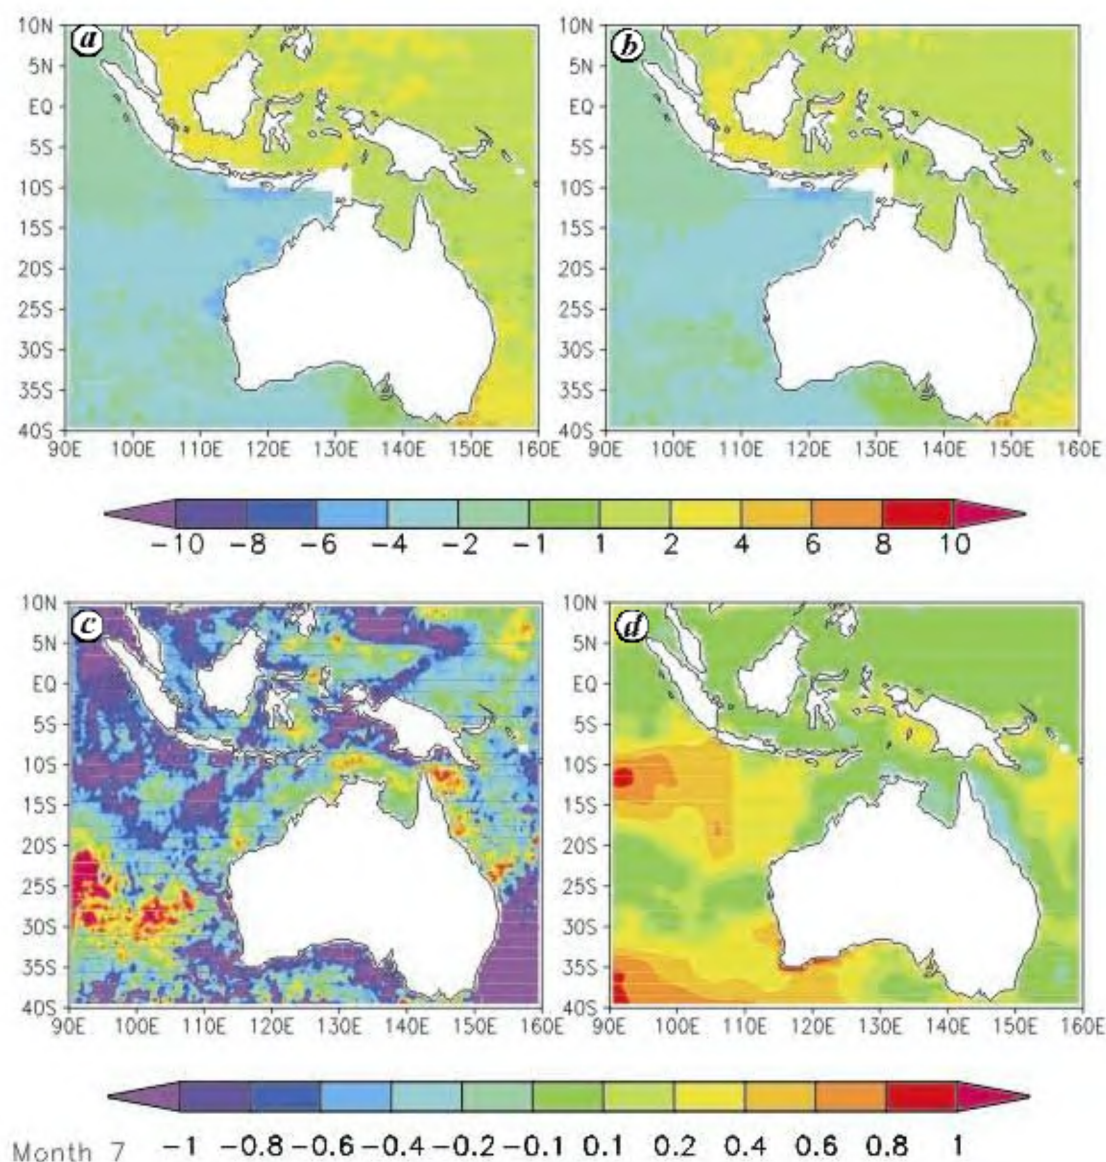 a b
10N 10N
5N 5N
EQ EQ
5S 5S
10S 10S
15S 15S
20S 20S
25S 25S
30S 30S
35S 35S
40S 40S
90E 100E 110E 120E 130E 140E 150E 160E 90E 100E 110E 120E 130E 140E 150E 160E
-10 -8 -6 -4 -2 -1 1 2 4 6 8 10
c d
10N 10N
5N 5N
EQ EQ
5S 5S
10S 10S
15S 15S
20S 20S
25S 25S
30S 30S
35S 35S
40S 40S
90E 100E 110E 120E 130E 140E 150E 160E 90E 100E 110E 120E 130E 140E 150E 160E
Month 7 -1 -0.8 -0.6 -0.4 -0.2 -0.1 0.1 0.2 0.4 0.6 0.8 1